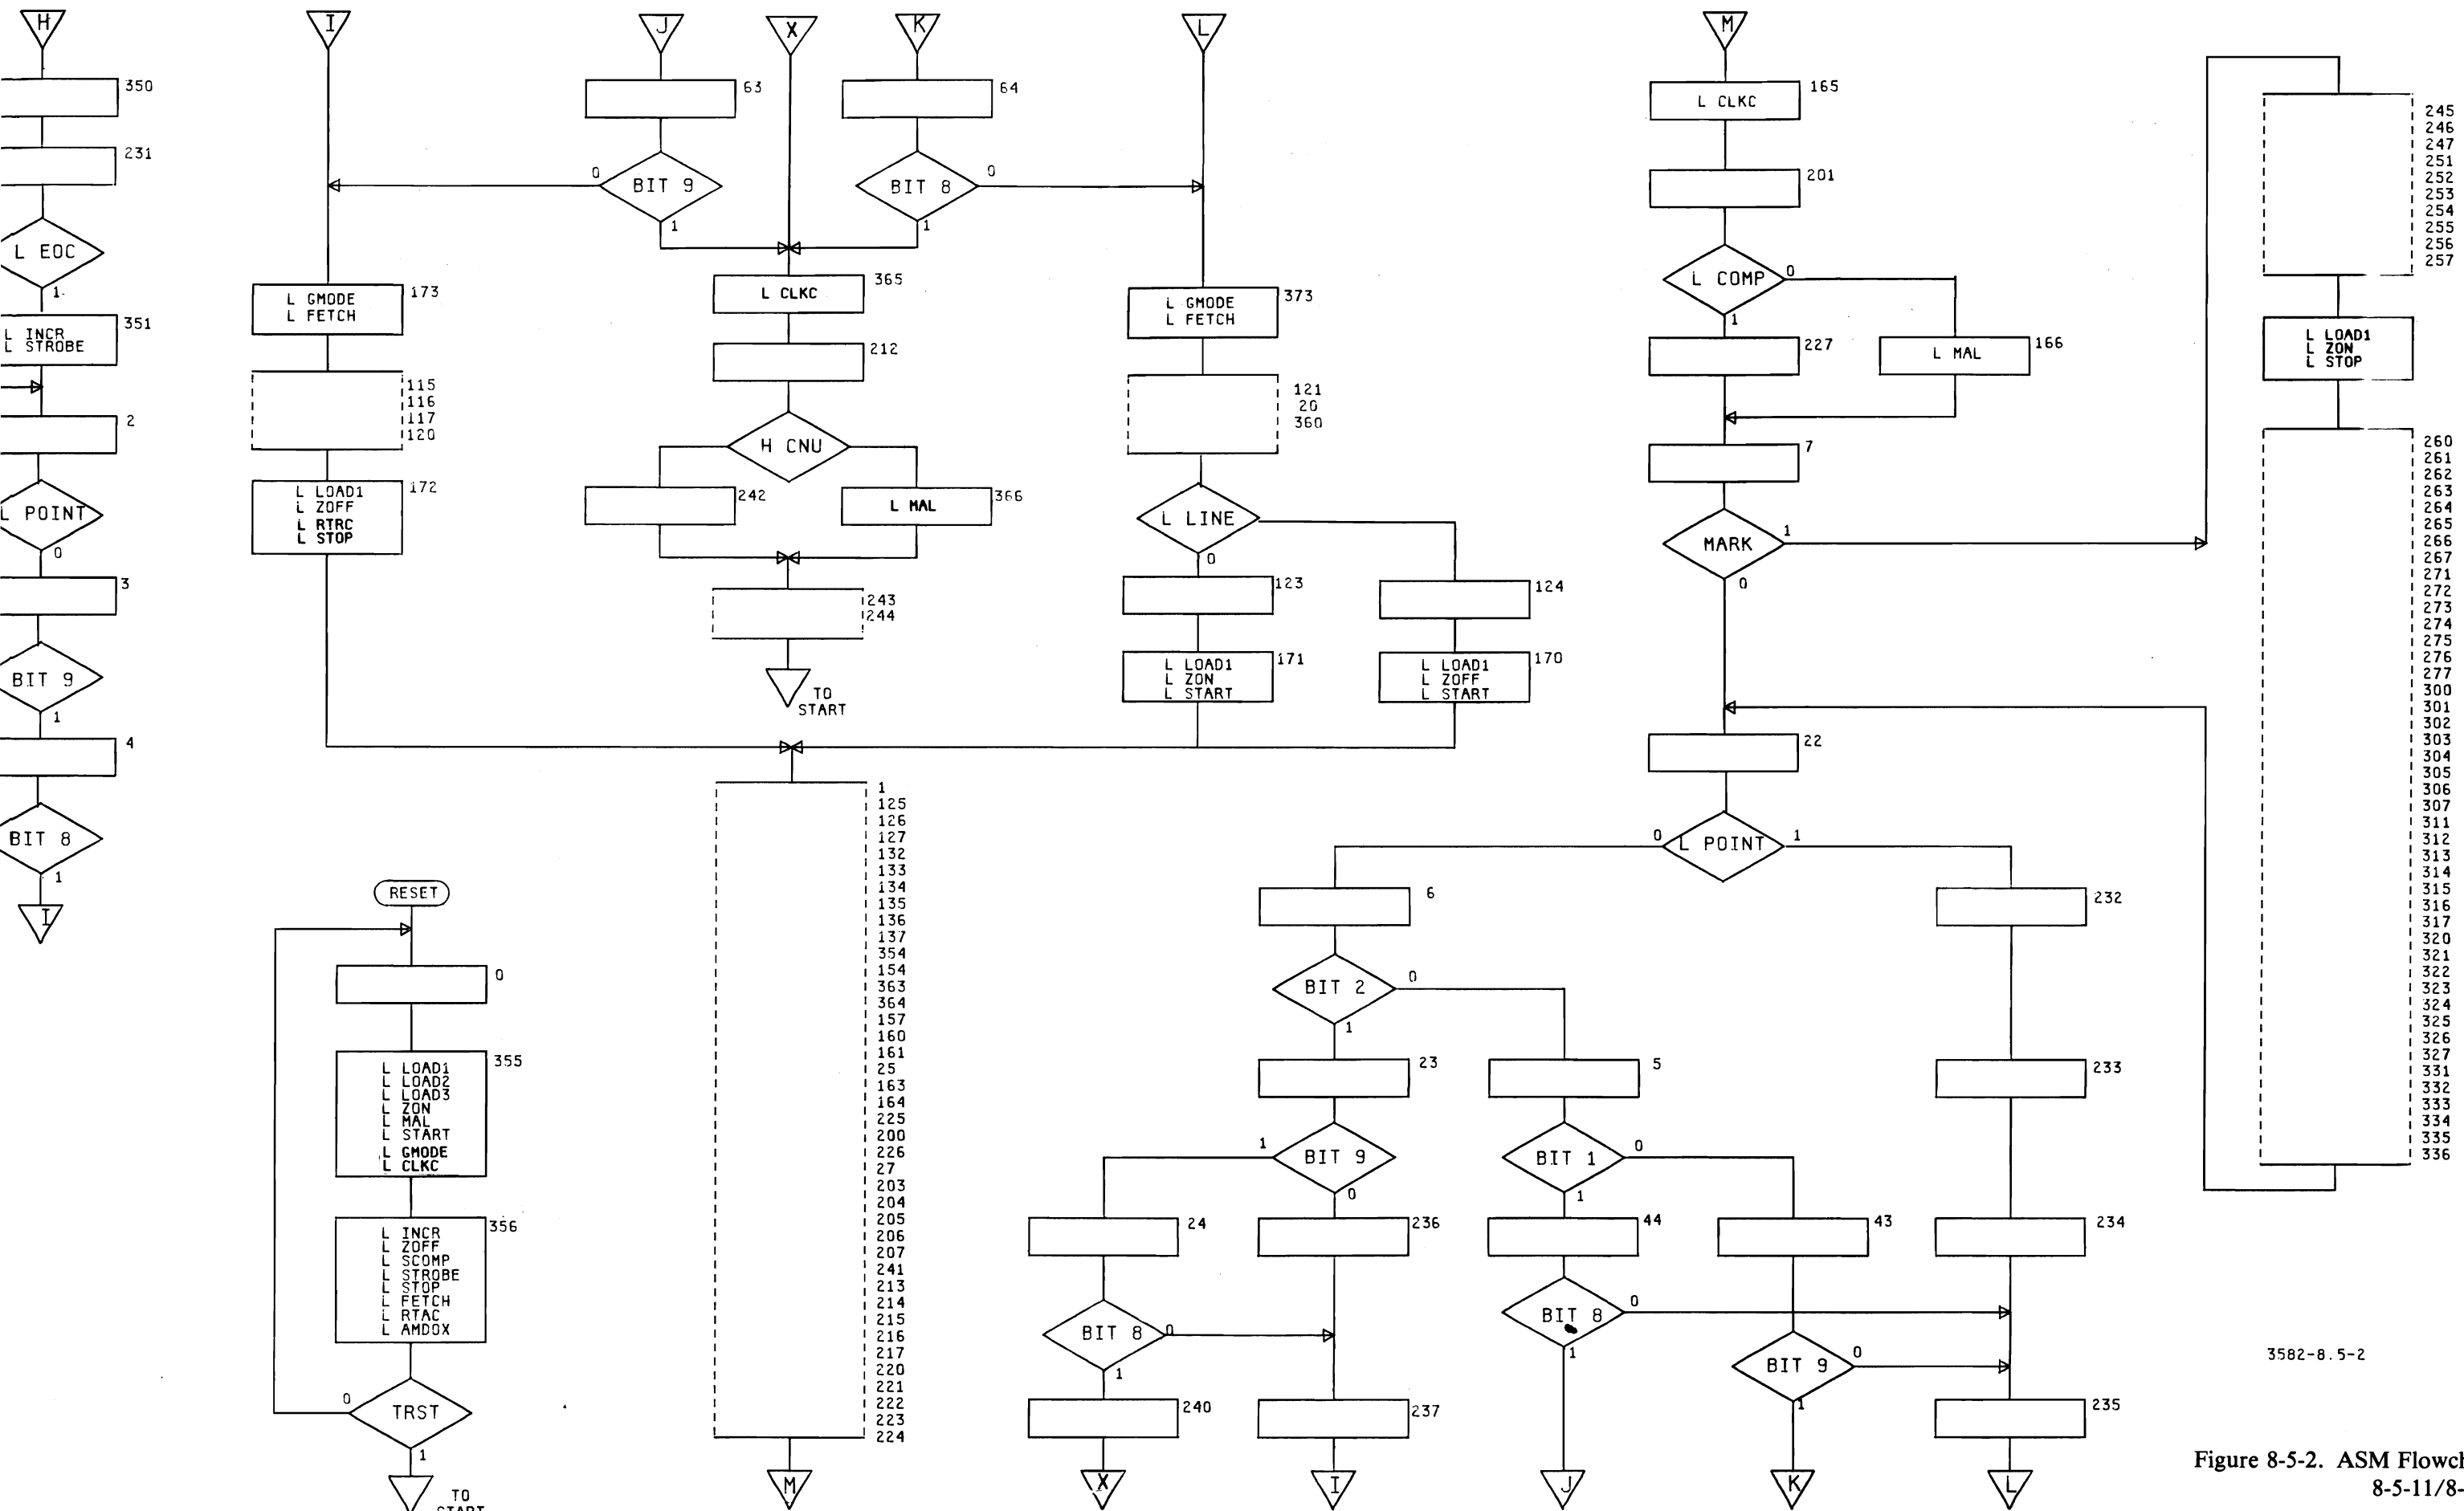 H
350
231
L EOC
1
L INCR
L STROBE
351
2
L POINT
0
3
BIT 9
1
4
BIT 8
1
I
I
L GMODE
L FETCH
173
115
116
117
120
L LOAD1
L ZOFF
L RTRC
L STOP
172
J
63
BIT 9
0
1
X
K
64
BIT 8
0
1
L CLKC
365
212
H CNU
242
L MAL
366
243
244
TO
START
L
L GMODE
L FETCH
373
121
20
360
L LINE
0
123
124
L LOAD1
L ZON
L START
171
L LOAD1
L ZOFF
L START
170
1
125
126
127
132
133
134
135
136
137
354
154
363
364
157
160
161
25
163
164
225
200
226
27
203
204
205
206
207
241
213
214
215
216
217
220
221
222
223
224
M
RESET
0
L LOAD1
L LOAD2
L LOAD3
L ZON
L MAL
L START
L GMODE
L CLKC
355
L INCR
L ZOFF
L SCOMP
L STROBE
L STOP
L FETCH
L RTAC
L AMDOX
356
TRST
0
1
TO
START
M
L CLKC
165
201
L COMP
0
1
227
L MAL
166
7
MARK
1
0
22
L POINT
0
1
6
232
BIT 2
0
1
23
5
233
BIT 9
1
0
BIT 1
0
1
24
236
44
43
234
BIT 8
0
1
BIT 8
0
1
BIT 9
0
1
240
237
235
X
I
J
K
L
245
246
247
251
252
253
254
255
256
257
L LOAD1
L ZON
L STOP
260
261
262
263
264
265
266
267
271
272
273
274
275
276
277
300
301
302
303
304
305
306
307
311
312
313
314
315
316
317
320
321
322
323
324
325
326
327
331
332
333
334
335
336
3582-8.5-2
Figure 8-5-2. ASM Flowch
8-5-11/8-